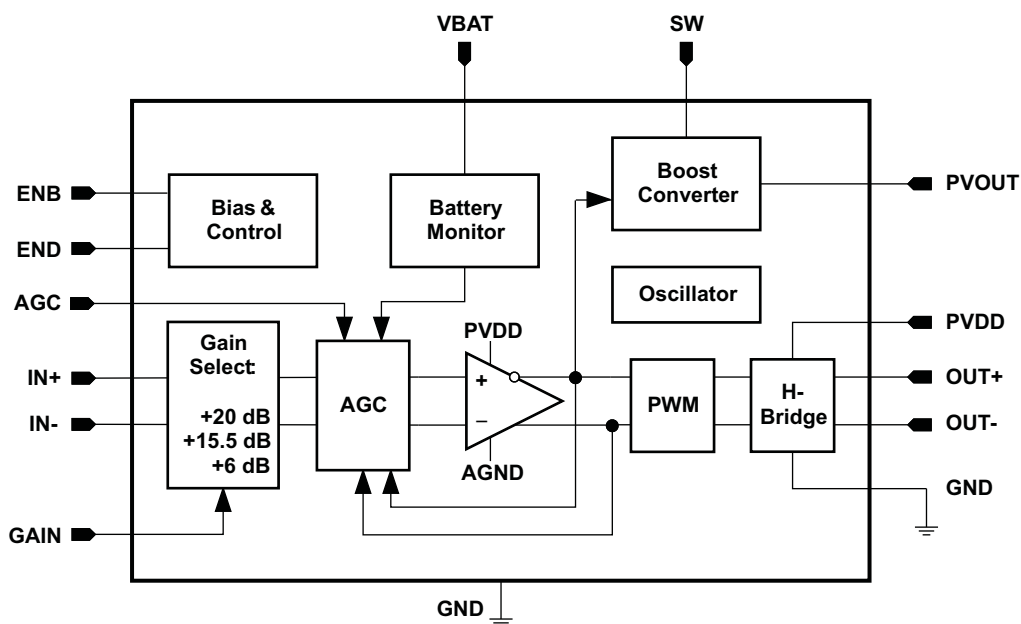 VBAT
SW
ENB
END
Bias &
Control
Battery
Monitor
Boost
Converter
PVOUT
AGC
Oscillator
PVDD
PVDD
IN+
IN-
Gain
Select:
+20 dB
+15.5 dB
+6 dB
AGC
+
–
AGND
PWM
H-
Bridge
OUT+
OUT-
GND
GAIN
GND